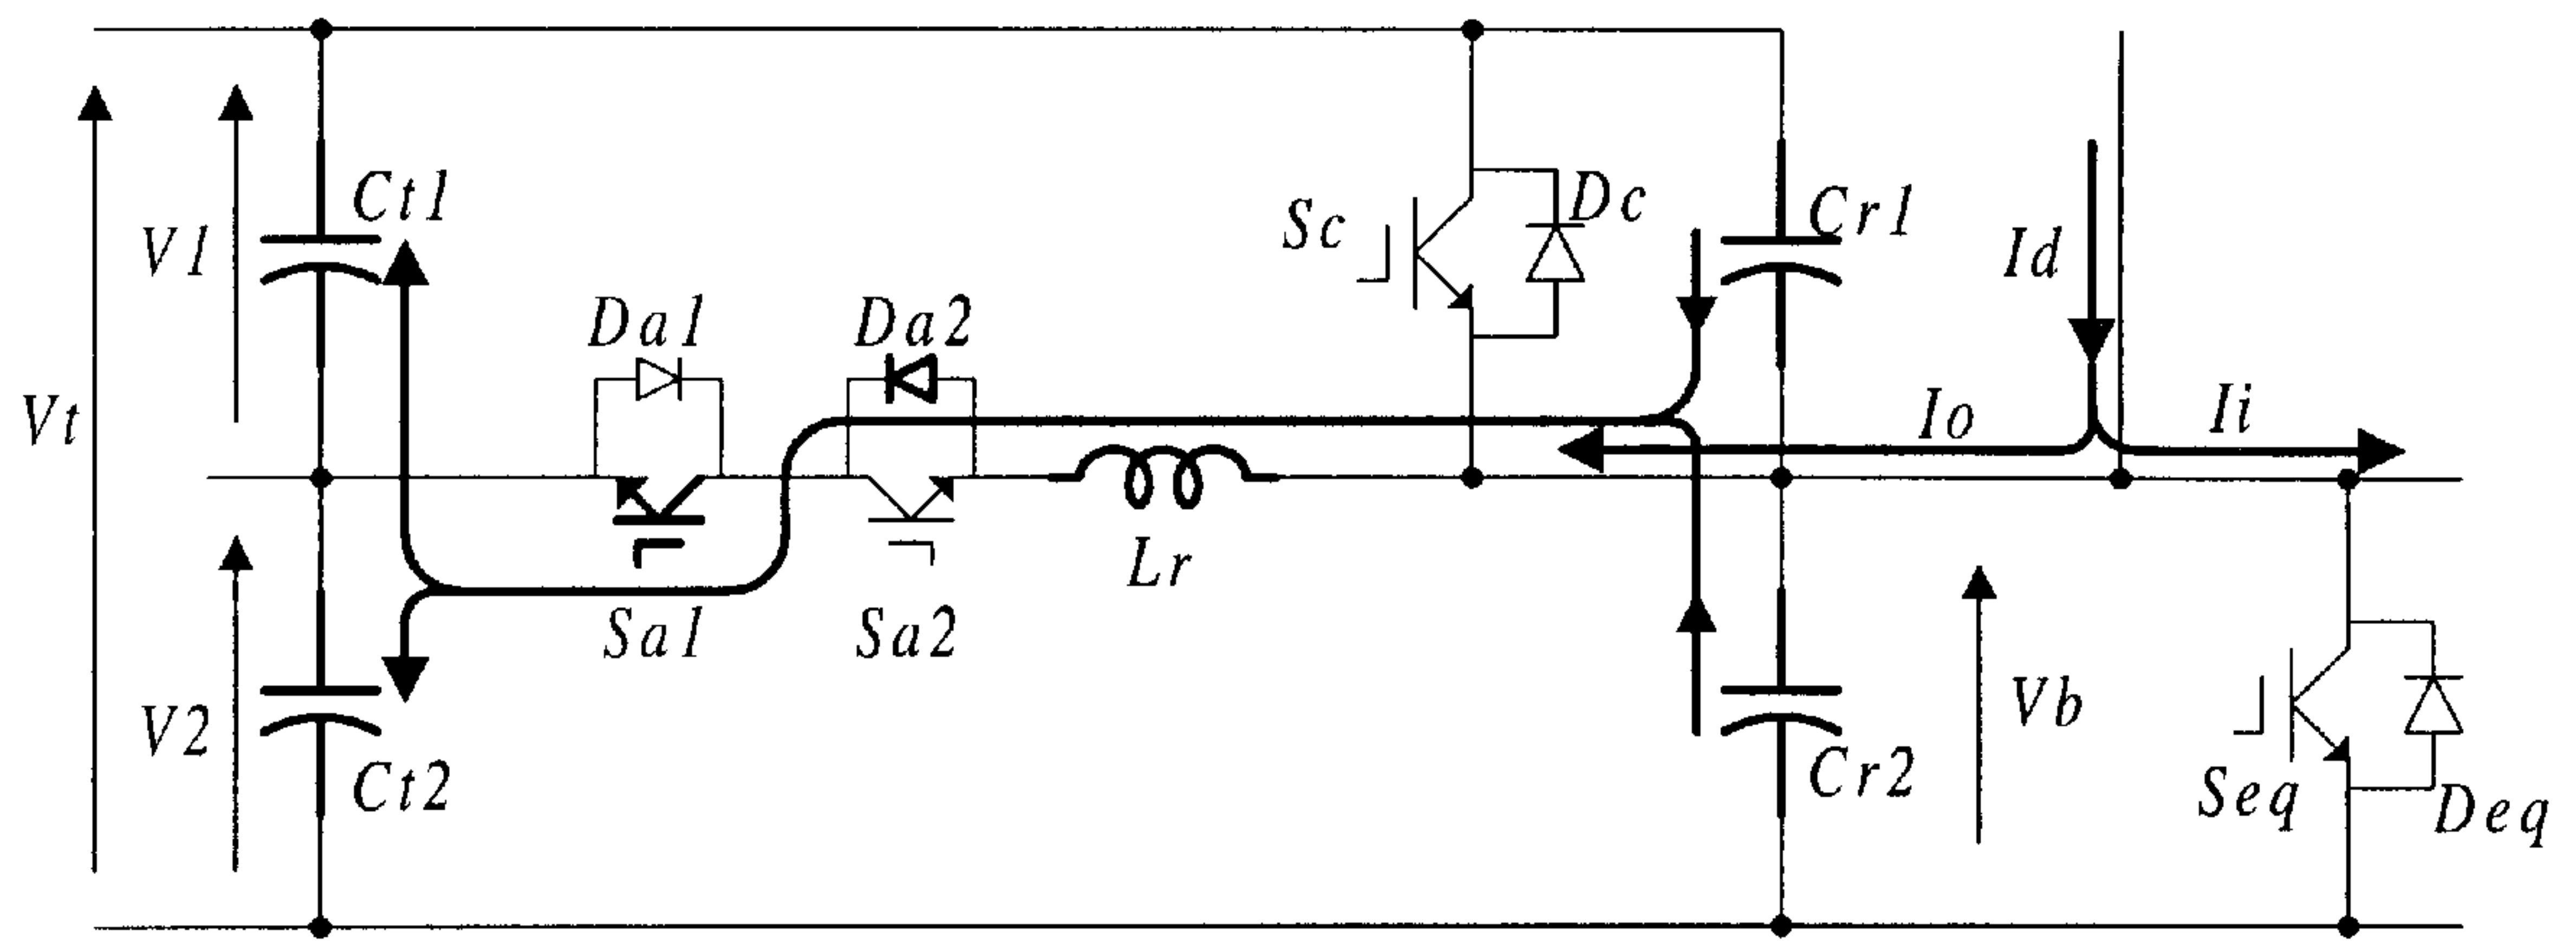 Ct1
Dc
Cr1
Sc
V1
Id
Da1
Da2
Vt
Io
Ii
Lr
Sa1
Sa2
V2
Vb
Ct2
Cr2
Seq
Deq